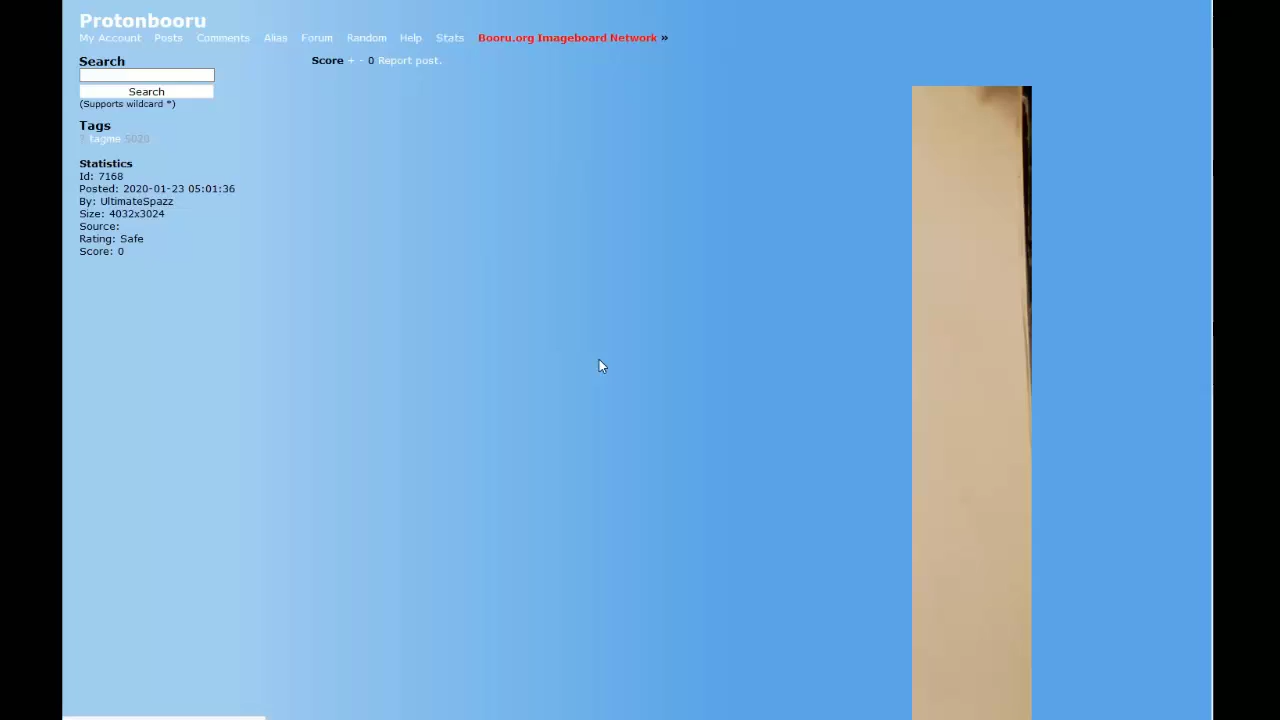 Protonbooru
My Account Posts Comments Alias Forum Random Help Stats Booru.org Imageboard Network »
Search
Search
(Supports wildcard *)
Tags
? tagme 5020
Statistics
Id: 7168
Posted: 2020-01-23 05:01:36
By: UltimateSpazz
Size: 4032x3024
Source:
Rating: Safe
Score: 0
Score + - 0 Report post.